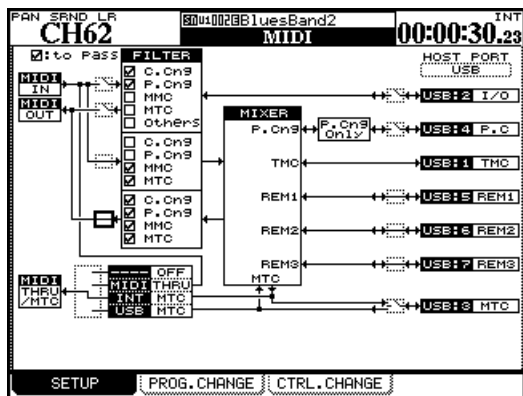 PAN SRND LR
CH62
SNU1002BBluesBand2
MIDI
INT
00:00:30.23
☑:to Pass
FILTER
HOST PORT
USB
MIDI
IN
MIDI
OUT
☑ C.Cng
☑ P.Cng
☐ MMC
☐ MTC
☐ Others
☐ C.Cng
☐ P.Cng
☑ MMC
☑ MTC
☑ C.Cng
☑ P.Cng
☑ MMC
☑ MTC
MIXER
P.Cng
TMC
REM1
REM2
REM3
MTC
P.Cng
Only
USB:2 I/O
USB:4 P.C
USB:1 TMC
USB:5 REM1
USB:6 REM2
USB:7 REM3
USB:3 MTC
MIDI
THRU
/MTC
---- OFF
MIDI THRU
INT MTC
USB MTC
SETUP
PROG.CHANGE
CTRL.CHANGE